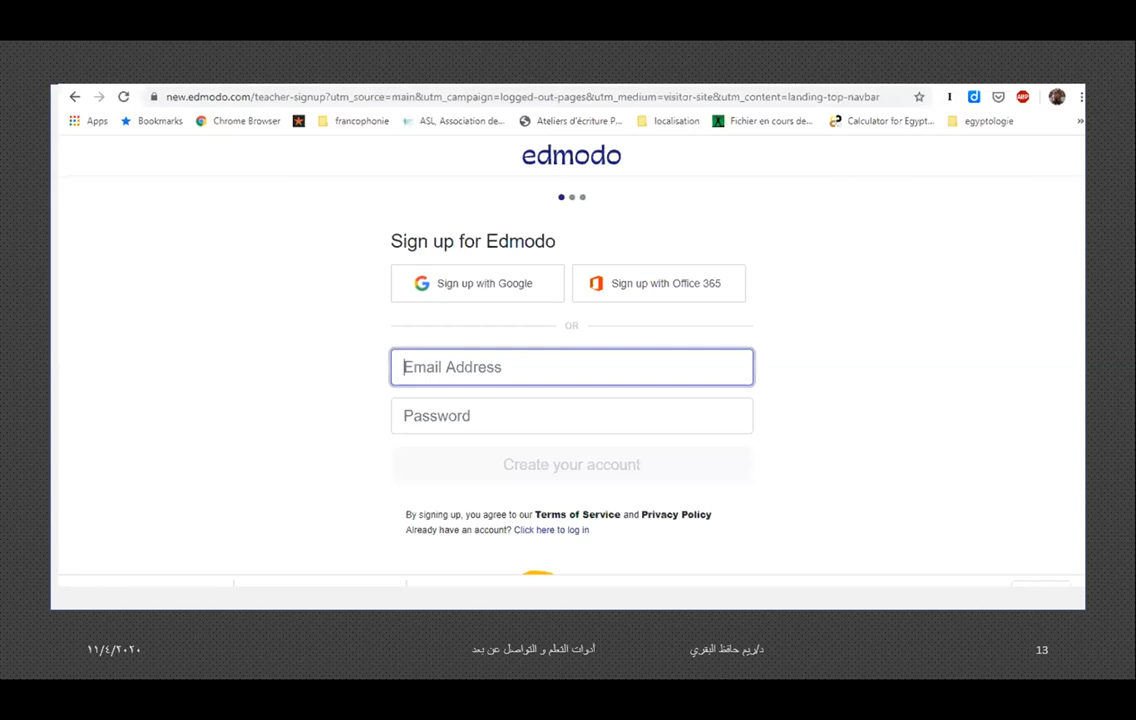 new.edmodo.com/teacher-signup?utm_source=main&utm_campaign=logged-out-pages&utm_medium=visitor-site&utm_content=landing-top-navbar
Apps Bookmarks Chrome Browser francophonie ASL, Association de... Ateliers d'écriture P... localisation Fichier en cours de... Calculator for Egypt... egyptologie »
edmodo
Sign up for Edmodo
Sign up with Google Sign up with Office 365
OR
Email Address
Password
Create your account
By signing up, you agree to our Terms of Service and Privacy Policy
Already have an account? Click here to log in
١١/٤/٢٠٢٠ أدوات التعلم و التواصل عن بعد د/ريم حافظ البقري 13